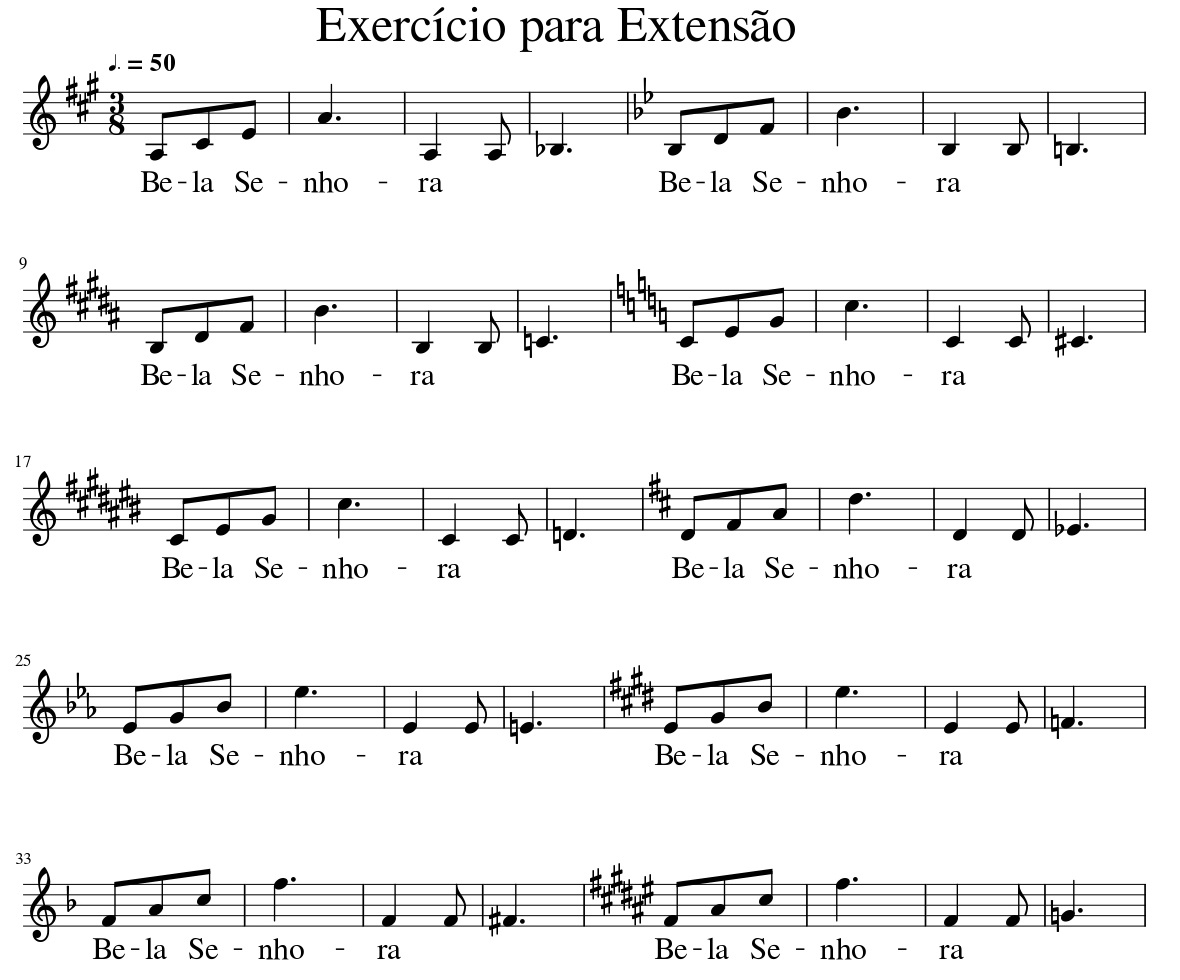 Exercício para Extensão
♩. = 50
3
8
Be - la Se - nho - ra Be - la Se - nho - ra
9
Be - la Se - nho - ra Be - la Se - nho - ra
17
Be - la Se - nho - ra Be - la Se - nho - ra
25
Be - la Se - nho - ra Be - la Se - nho - ra
33
Be - la Se - nho - ra Be - la Se - nho - ra